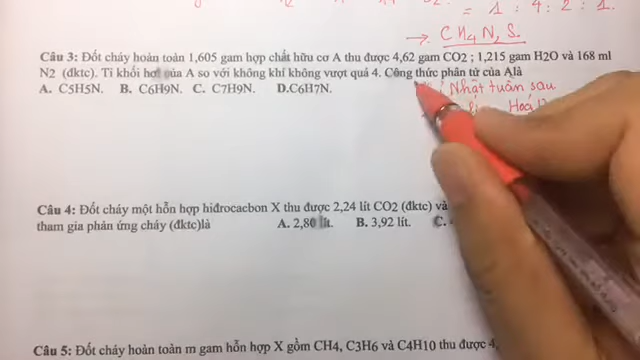 = 1 : 4 : 2 : 1.
→ CH4N2S.
Câu 3: Đốt cháy hoàn toàn 1,605 gam hợp chất hữu cơ A thu được 4,62 gam CO2 ; 1,215 gam H2O và 168 ml
N2 (đktc). Tỉ khối hơi của A so với không khí không vượt quá 4. Công thức phân tử của A là
A. C5H5N. B. C6H9N. C. C7H9N. D.C6H7N.
Nhật tuân sau
Hoá
Câu 4: Đốt cháy một hỗn hợp hiđrocacbon X thu được 2,24 lít CO2 (đktc) và
tham gia phản ứng cháy (đktc)là A. 2,80 lít. B. 3,92 lít. C.
Câu 5: Đốt cháy hoàn toàn m gam hỗn hợp X gồm CH4, C3H6 và C4H10 thu được 4,